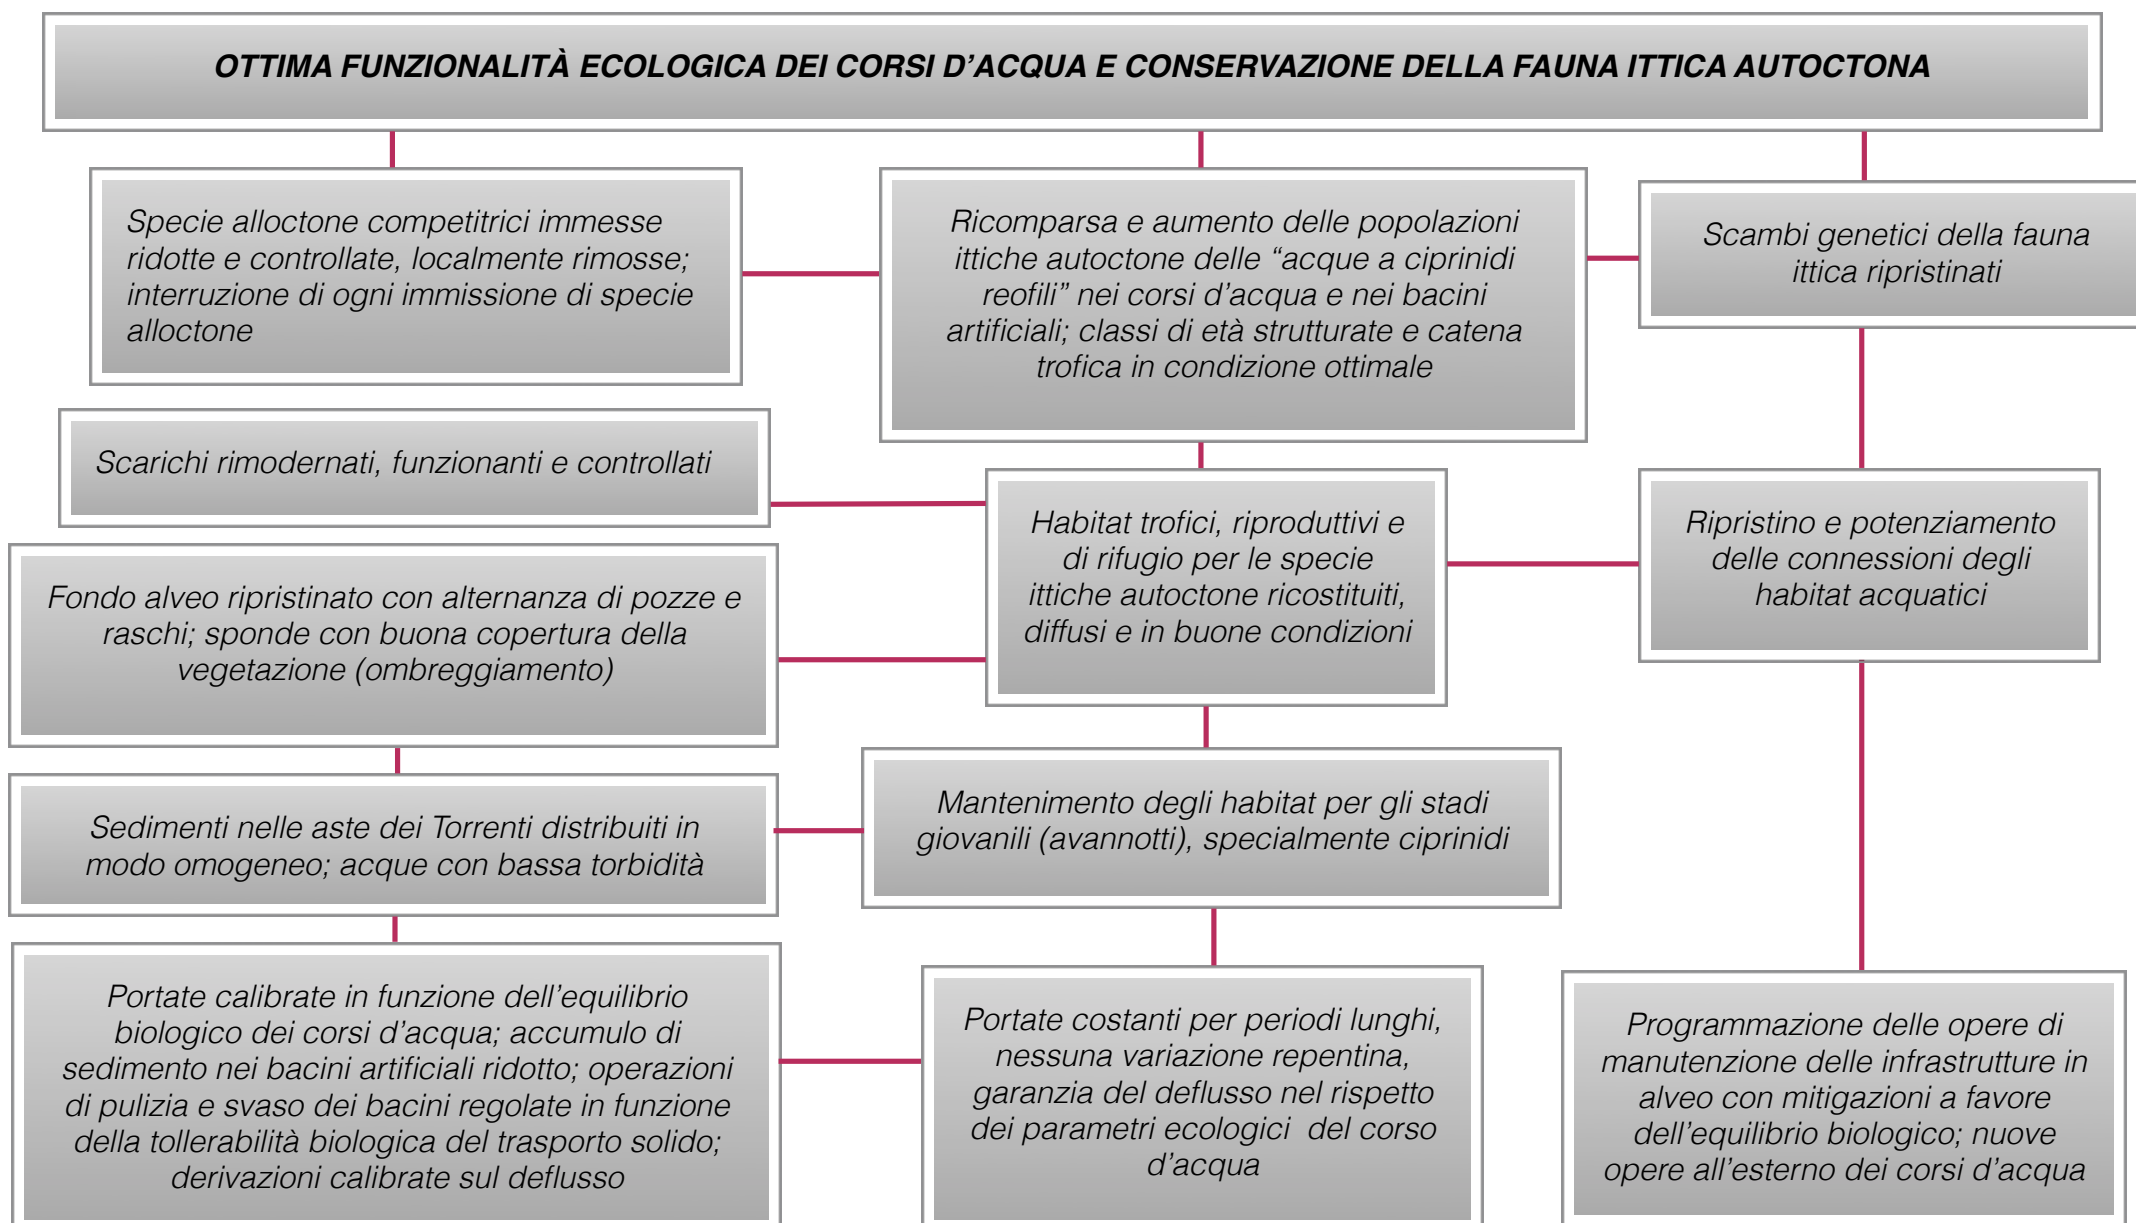 OTTIMA FUNZIONALITÀ ECOLOGICA DEI CORSI D’ACQUA E CONSERVAZIONE DELLA FAUNA ITTICA AUTOCTONA
Specie alloctone competitrici immesse
ridotte e controllate, localmente rimosse;
interruzione di ogni immissione di specie
alloctone
Ricomparsa e aumento delle popolazioni
ittiche autoctone delle “acque a ciprinidi
reofili” nei corsi d’acqua e nei bacini
artificiali; classi di età strutturate e catena
trofica in condizione ottimale
Scambi genetici della fauna
ittica ripristinati
Scarichi rimodernati, funzionanti e controllati
Habitat trofici, riproduttivi e
di rifugio per le specie
ittiche autoctone ricostituiti,
diffusi e in buone condizioni
Ripristino e potenziamento
delle connessioni degli
habitat acquatici
Fondo alveo ripristinato con alternanza di pozze e
raschi; sponde con buona copertura della
vegetazione (ombreggiamento)
Sedimenti nelle aste dei Torrenti distribuiti in
modo omogeneo; acque con bassa torbidità
Mantenimento degli habitat per gli stadi
giovanili (avannotti), specialmente ciprinidi
Portate calibrate in funzione dell’equilibrio
biologico dei corsi d’acqua; accumulo di
sedimento nei bacini artificiali ridotto; operazioni
di pulizia e svaso dei bacini regolate in funzione
della tollerabilità biologica del trasporto solido;
derivazioni calibrate sul deflusso
Portate costanti per periodi lunghi,
nessuna variazione repentina,
garanzia del deflusso nel rispetto
dei parametri ecologici  del corso
d’acqua
Programmazione delle opere di
manutenzione delle infrastrutture in
alveo con mitigazioni a favore
dell’equilibrio biologico; nuove
opere all’esterno dei corsi d’acqua